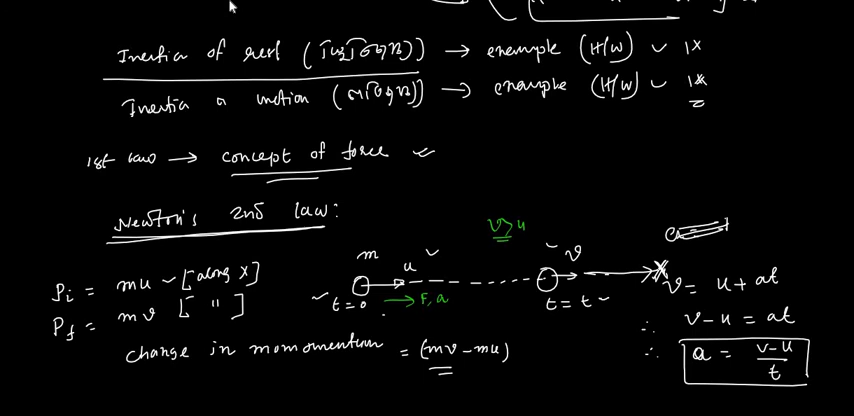 Inertia of rest (স্থিতিজাড্য) → example (H/W) ✓ 1x
Inertia o motion (গতিজাড্য) → example (H/W) ✓ 1x
1st law → concept of force ✓
Newton's 2nd law:
v > u
m
u
v
t = 0
F, a
t = t
Pi = mu [along x]
Pf = mv [ " ]
change in momomentum = (mv - mu)
v = u + at
∴ v - u = at
∴ a = v-u/t